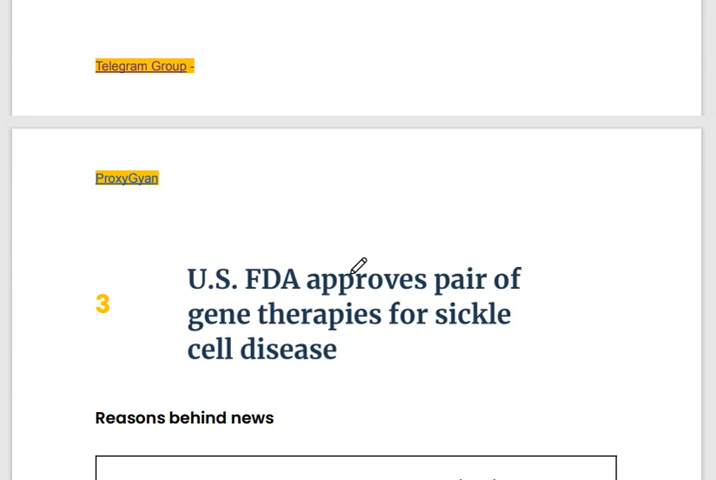 Telegram Group -
ProxyGyan
3
U.S. FDA approves pair of
gene therapies for sickle
cell disease
Reasons behind news